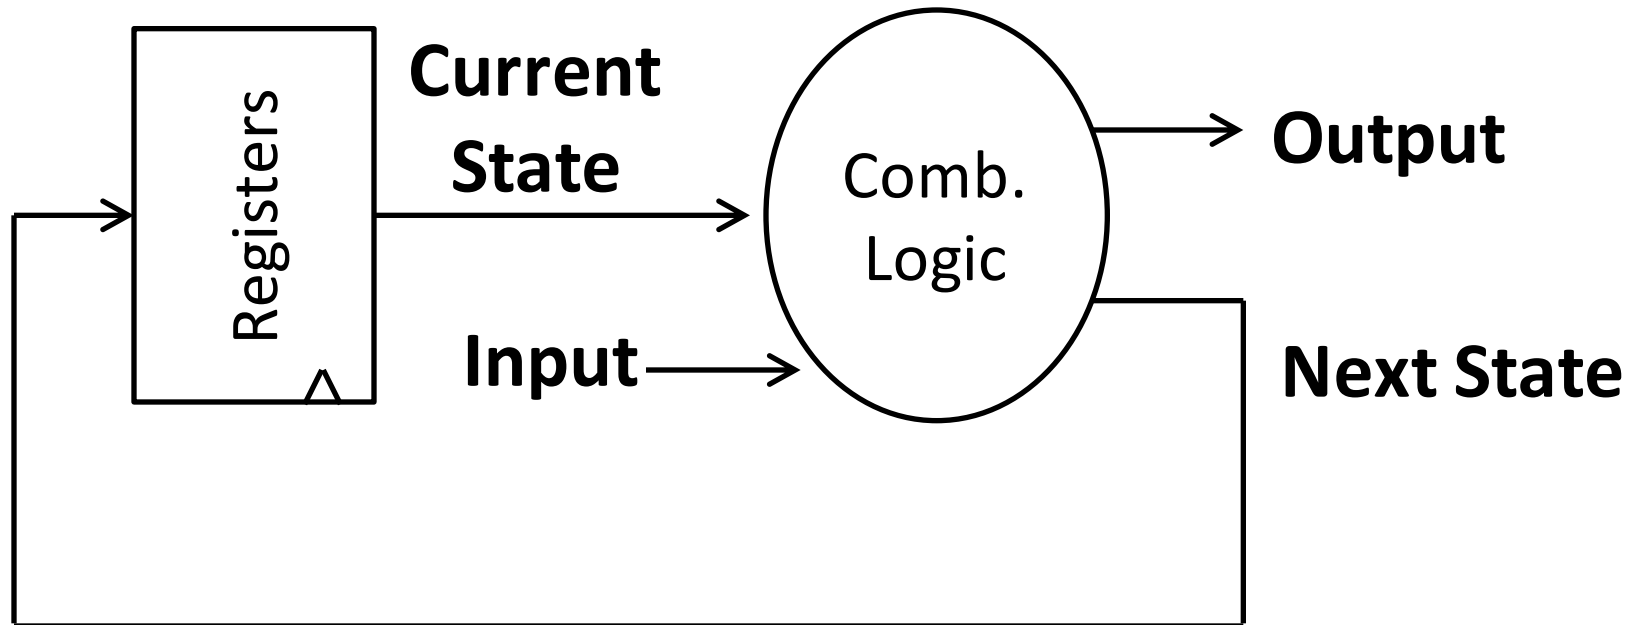 Registers
Current
State
Input
Comb.
Logic
Output
Next State